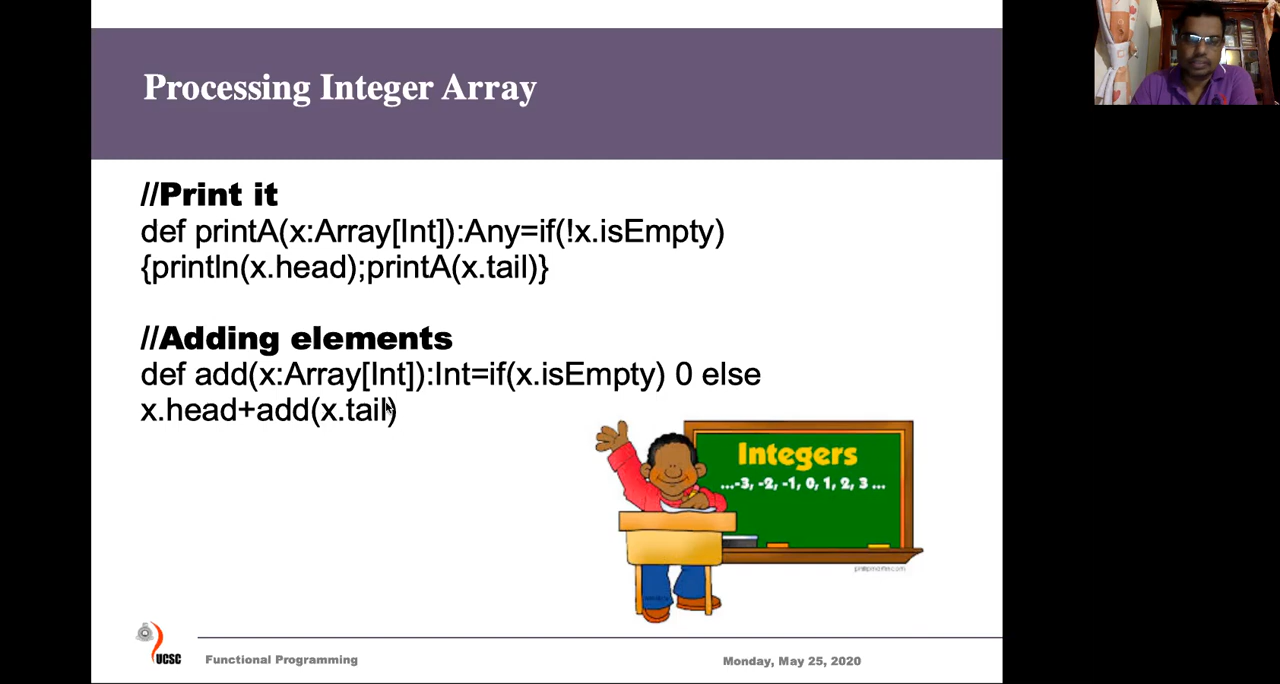 Processing Integer Array
//Print it
def printA(x:Array[Int]):Any=if(!x.isEmpty)
{println(x.head);printA(x.tail)}
//Adding elements
def add(x:Array[Int]):Int=if(x.isEmpty) 0 else
x.head+add(x.tail)
Integers
...-3, -2, -1, 0, 1, 2, 3 ...
UCSC
Functional Programming
Monday, May 25, 2020